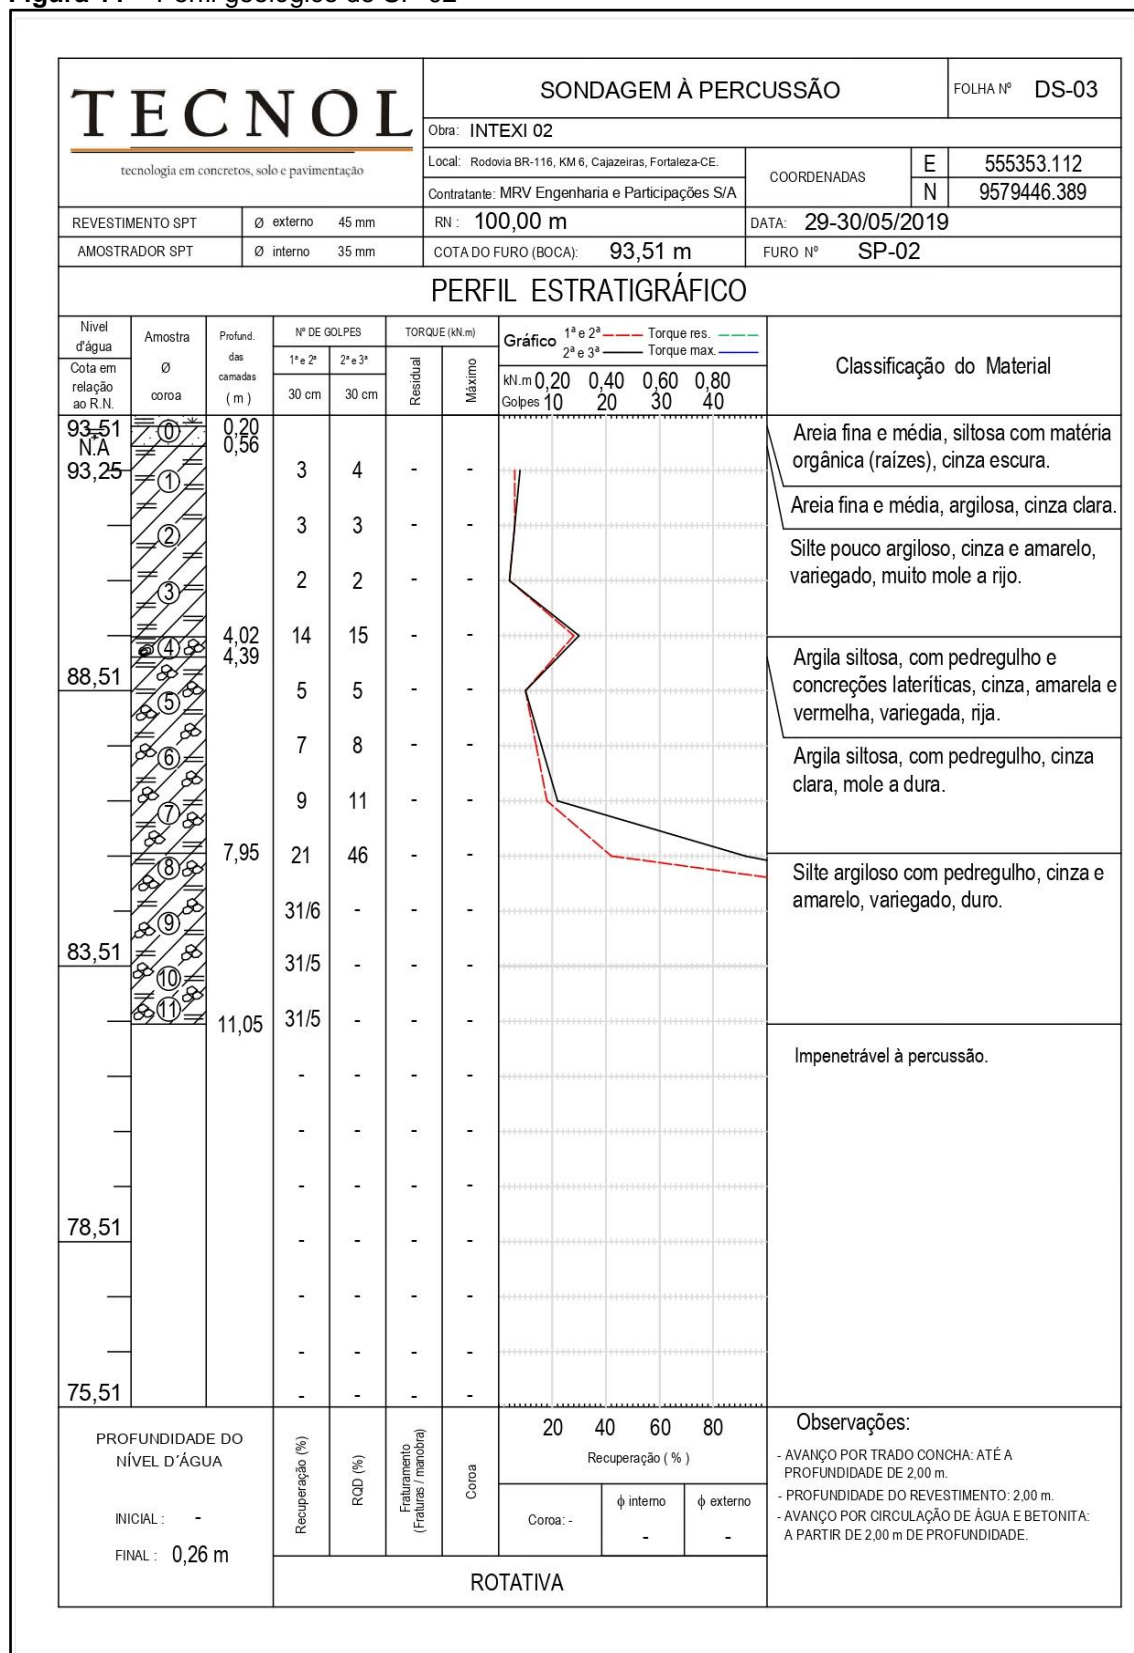 Figura 11 – Perfil geológico do SP 02
TECNOL
tecnologia em concretos, solo e pavimentação
SONDAGEM À PERCUSSÃO
FOLHA Nº DS-03
Obra: INTEXI 02
Local: Rodovia BR-116, KM 6, Cajazeiras, Fortaleza-CE.
Contratante: MRV Engenharia e Participações S/A
COORDENADAS
E 555353.112
N 9579446.389
REVESTIMENTO SPT Ø externo 45 mm
RN : 100,00 m
DATA: 29-30/05/2019
AMOSTRADOR SPT Ø interno 35 mm
COTA DO FURO (BOCA): 93,51 m
FURO Nº SP-02
PERFIL ESTRATIGRÁFICO
Nível
d'água
Cota em
relação
ao R.N.
Amostra
Ø
coroa
Profund.
das
camadas
( m )
Nº DE GOLPES
1ª e 2ª 2ª e 3ª
30 cm 30 cm
TORQUE (kN.m)
Residual
Máximo
Gráfico 1ª e 2ª Torque res.
2ª e 3ª Torque max.
kN.m 0,20 0,40 0,60 0,80
Golpes 10 20 30 40
Classificação do Material
93,51 0 0,20
N.A 0,56
93,25 1 3 4 - -
2 3 3 - -
3 2 2 - -
4,02 14 15 - -
4 4,39
88,51 5 5 5 - -
6 7 8 - -
7 9 11 - -
7,95 21 46 - -
8
9 31/6 - - -
83,51 10 31/5 - - -
11 11,05 31/5 - - -
- - - -
- - - -
- - - -
78,51 - - - -
- - - -
- - - -
75,51 - - - -
Areia fina e média, siltosa com matéria
orgânica (raízes), cinza escura.
Areia fina e média, argilosa, cinza clara.
Silte pouco argiloso, cinza e amarelo,
variegado, muito mole a rijo.
Argila siltosa, com pedregulho e
concreções lateríticas, cinza, amarela e
vermelha, variegada, rija.
Argila siltosa, com pedregulho, cinza
clara, mole a dura.
Silte argiloso com pedregulho, cinza e
amarelo, variegado, duro.
Impenetrável à percussão.
PROFUNDIDADE DO
NÍVEL D'ÁGUA
INICIAL : -
FINAL : 0,26 m
Recuperação (%)
RQD (%)
Fraturamento
(Fraturas / manobra)
Coroa
20 40 60 80
Recuperação ( % )
Coroa: -
ϕ interno
-
ϕ externo
-
ROTATIVA
Observações:
- AVANÇO POR TRADO CONCHA: ATÉ A
PROFUNDIDADE DE 2,00 m.
- PROFUNDIDADE DO REVESTIMENTO: 2,00 m.
- AVANÇO POR CIRCULAÇÃO DE ÁGUA E BETONITA:
A PARTIR DE 2,00 m DE PROFUNDIDADE.